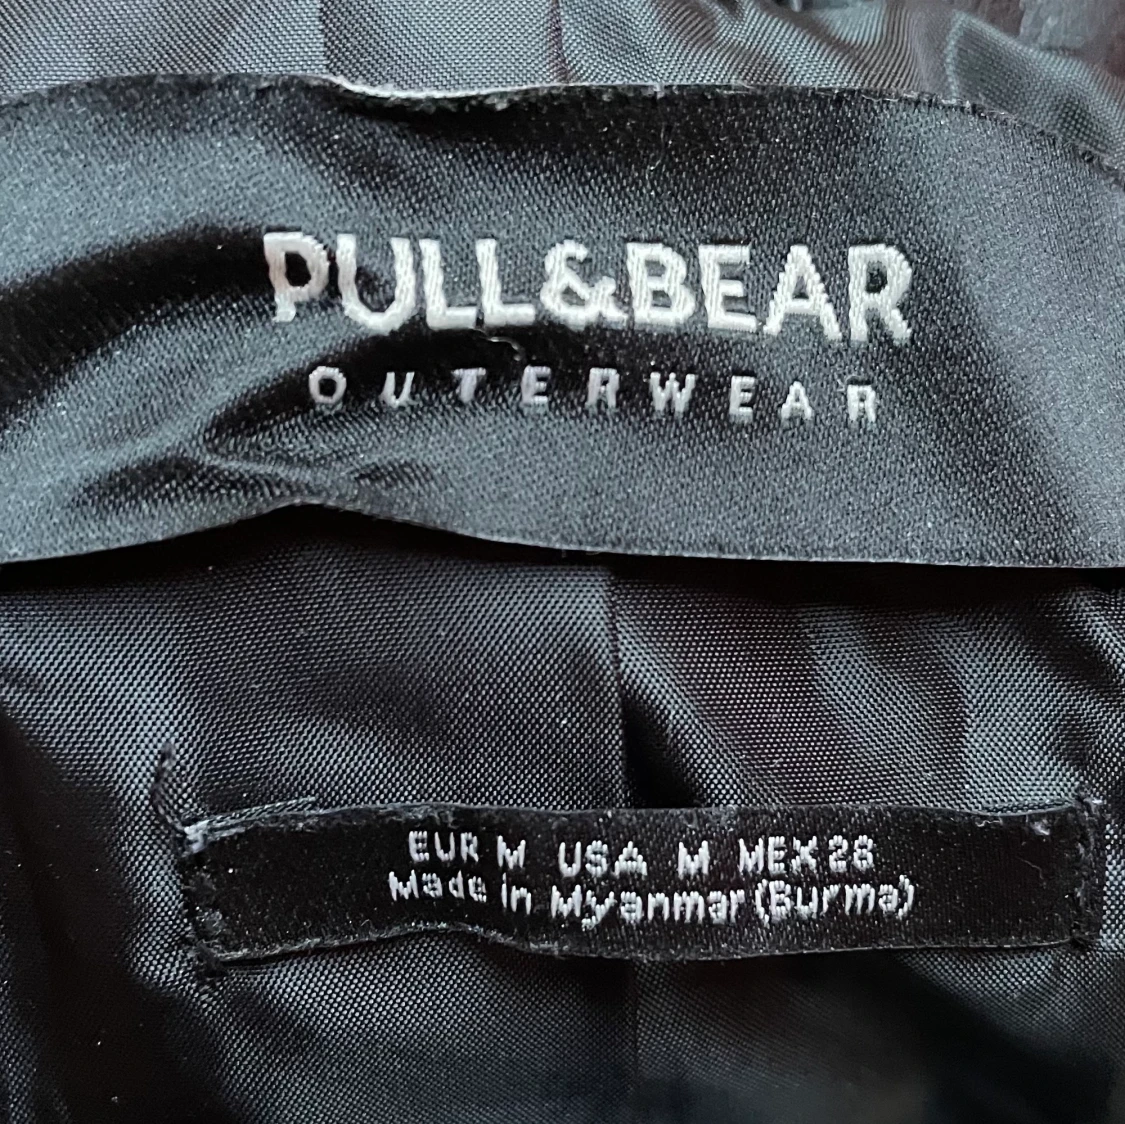 PULL&BEAR
OUTERWEAR
EUR M USA M MEX 28
Made in Myanmar (Burma)